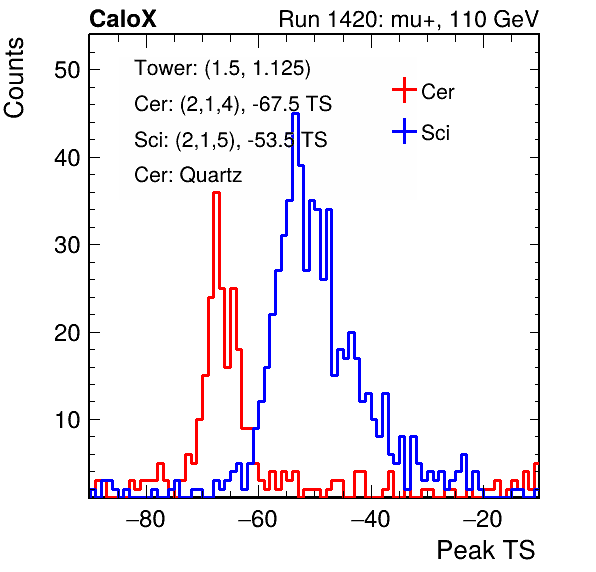 CaloX Run 1420: mu+, 110 GeV
Counts
Tower: (1.5, 1.125)
Cer: (2,1,4), -67.5 TS
Sci: (2,1,5), -53.5 TS
Cer: Quartz
Cer
Sci
50
40
30
20
10
−80 −60 −40 −20
Peak TS